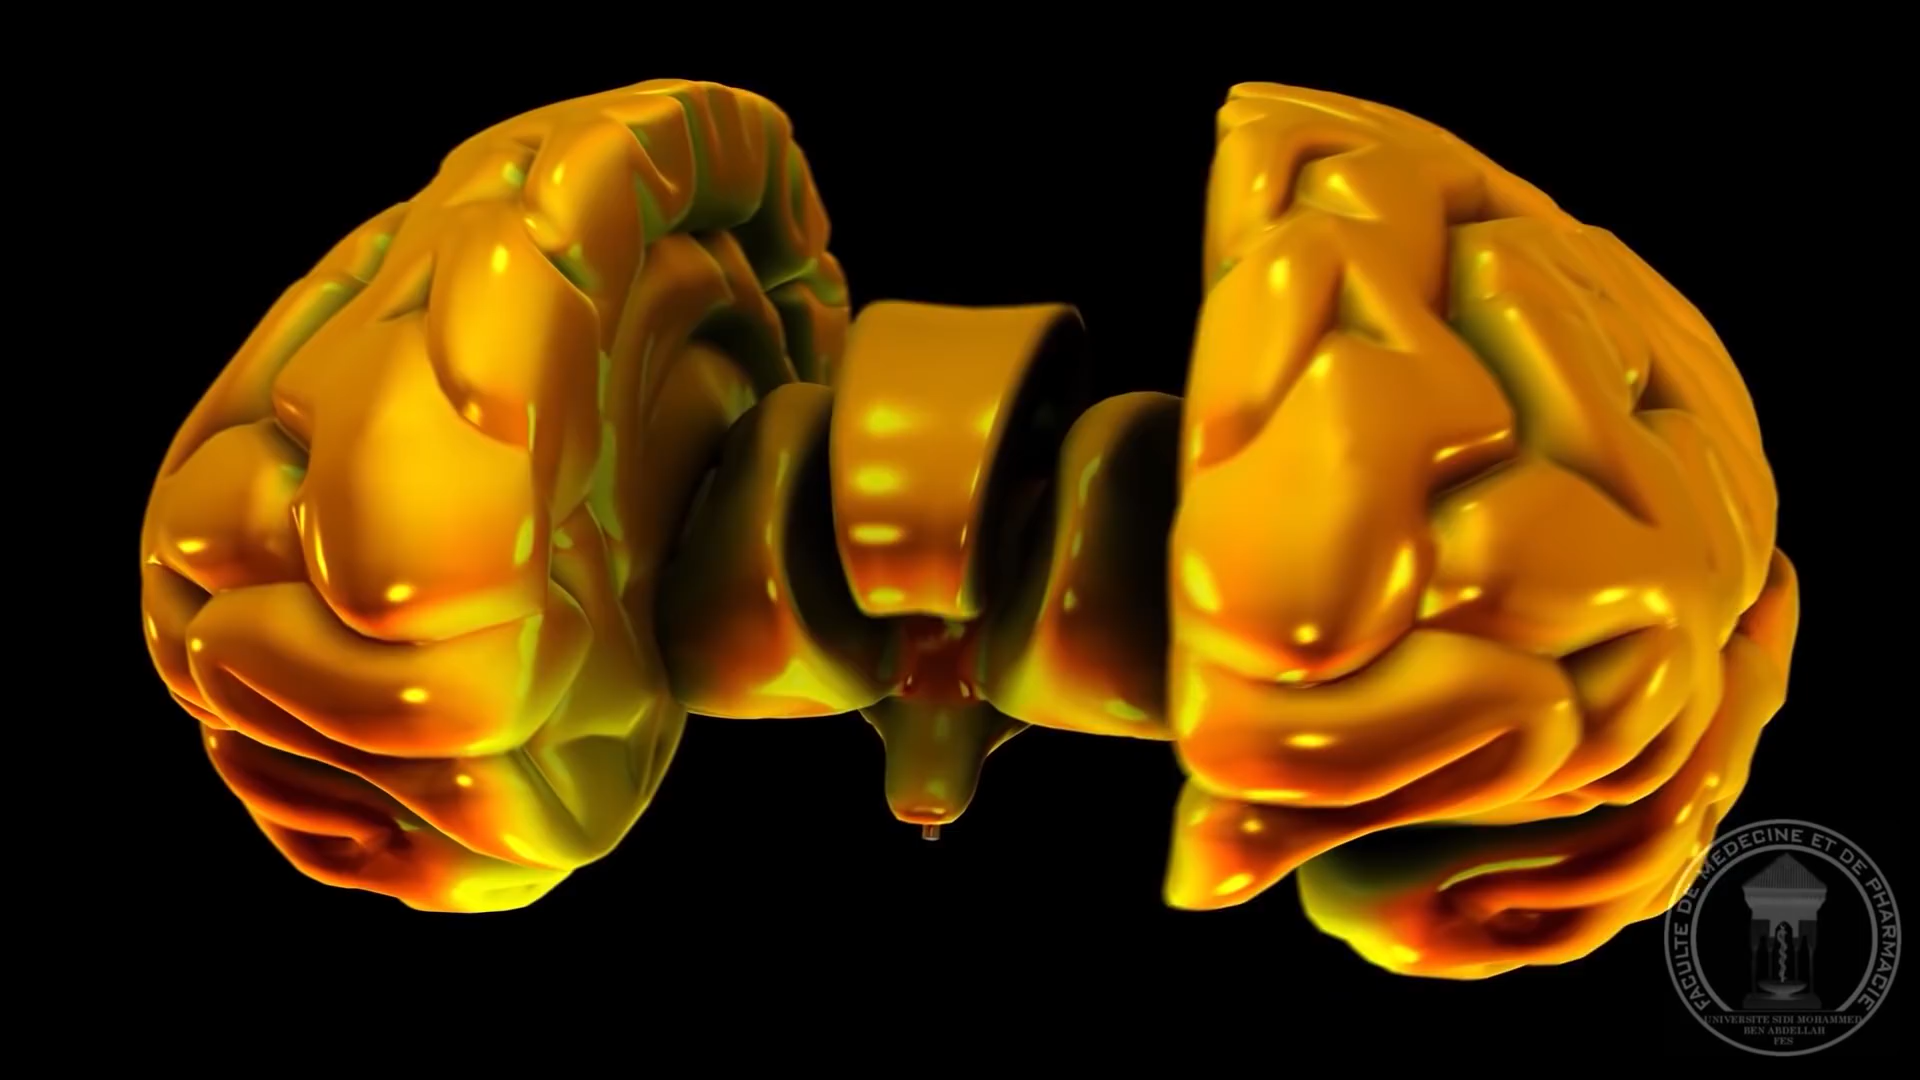 FACULTE DE MEDECINE ET DE PHARMACIE
UNIVERSITE SIDI MOHAMMED
BEN ABDELLAH
FES